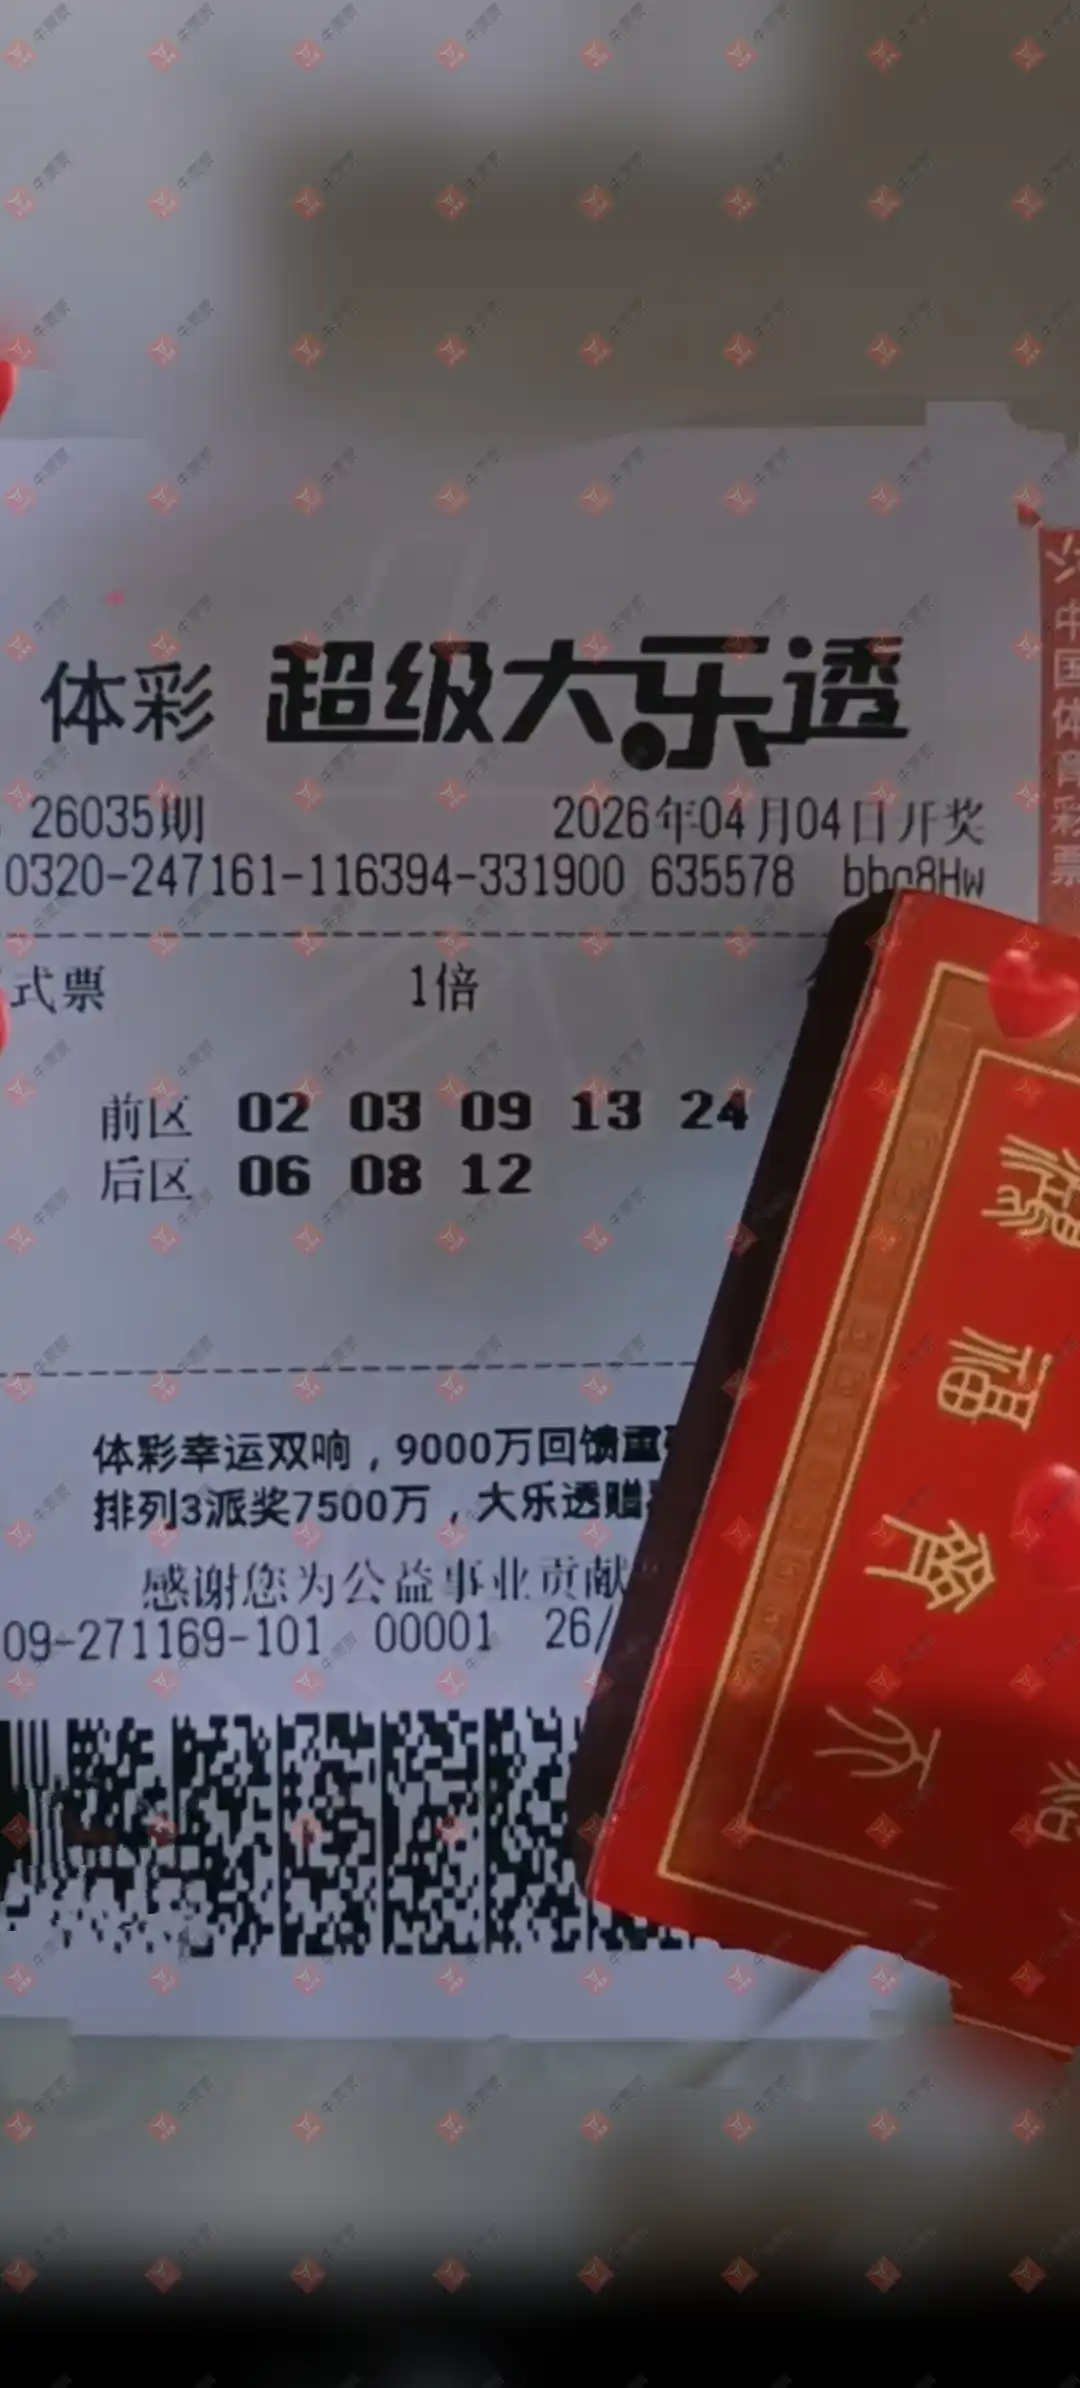 体彩 超级大乐透
26035期 2026年04月04日开奖
0320-247161-116394-331900 635578 bbq8Hw
式票 1倍
前区 02 03 09 13 24
后区 06 08 12
体彩幸运双响，9000万回馈重
排列3派奖7500万，大乐透赠
感谢您为公益事业贡献
09-271169-101 00001 26/
中国体育彩票
福
齐